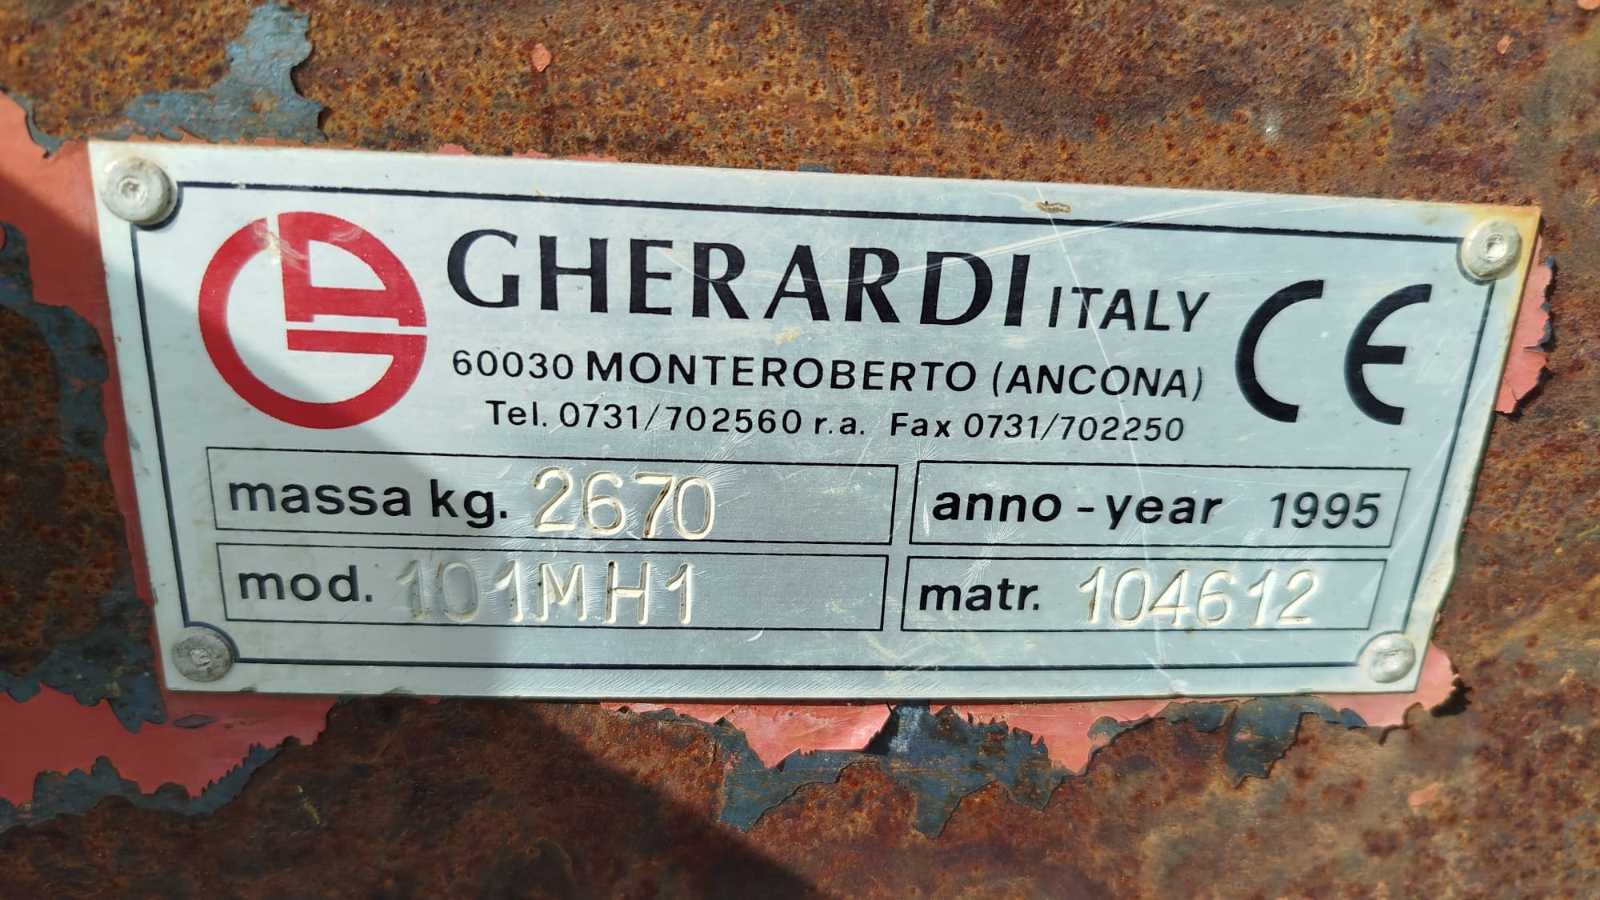 GHERARDI ITALY CE
60030 MONTEROBERTO (ANCONA)
Tel. 0731/702560 r.a. Fax 0731/702250
massa kg. 2670
anno - year 1995
mod. 101MH1
matr. 104612